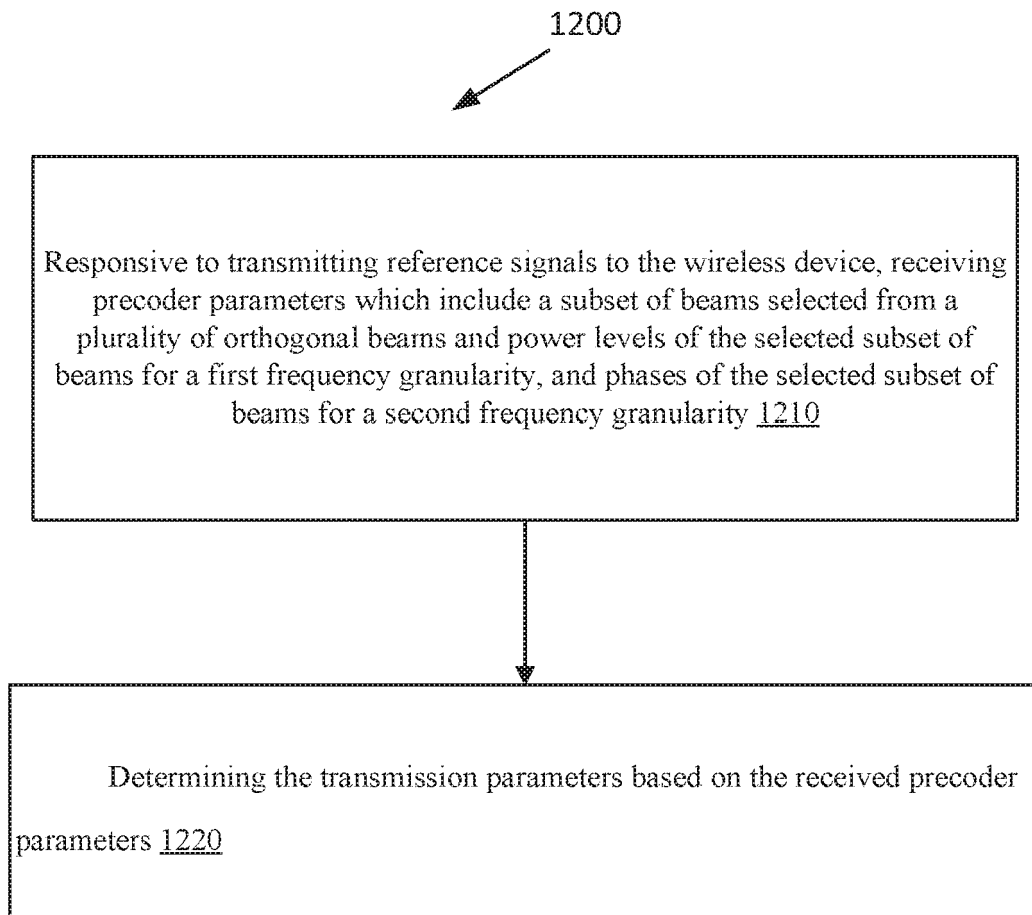 1200
Responsive to transmitting reference signals to the wireless device, receiving
precoder parameters which include a subset of beams selected from a
plurality of orthogonal beams and power levels of the selected subset of
beams for a first frequency granularity, and phases of the selected subset of
beams for a second frequency granularity 1210
Determining the transmission parameters based on the received precoder
parameters 1220